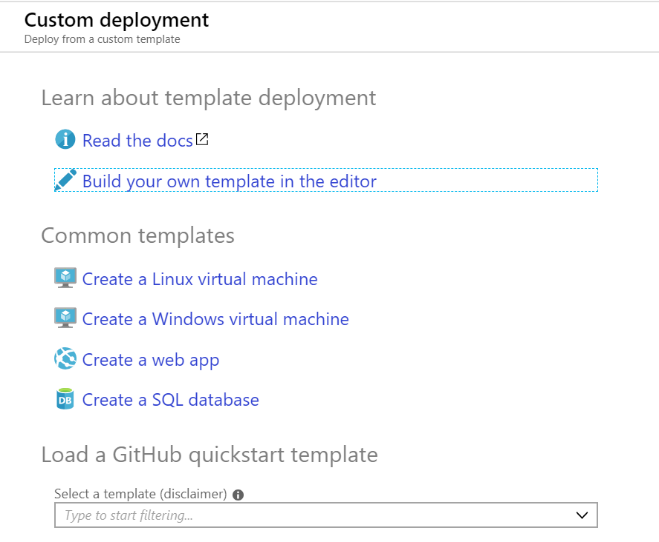 Custom deployment
Deploy from a custom template
Learn about template deployment
Read the docs
Build your own template in the editor
Common templates
Create a Linux virtual machine
Create a Windows virtual machine
Create a web app
DB Create a SQL database
Load a GitHub quickstart template
Select a template (disclaimer)
Type to start filtering...